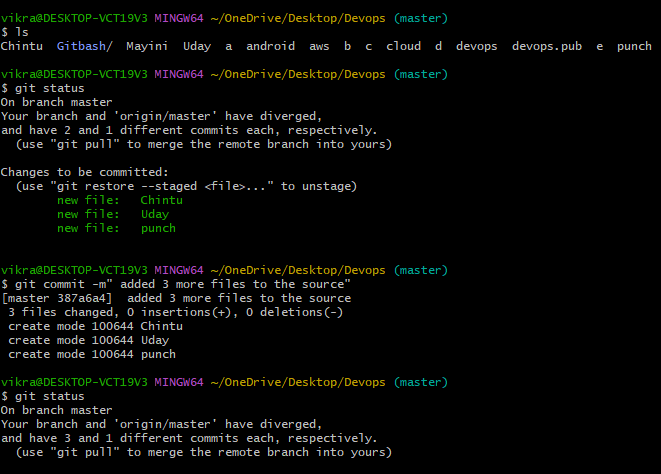 vikra@DESKTOP-VCT19V3 MINGW64 ~/OneDrive/Desktop/Devops (master)
$ ls
Chintu  Gitbash/  Mayini  Uday  a  android  aws  b  c  cloud  d  devops  devops.pub  e  punch
vikra@DESKTOP-VCT19V3 MINGW64 ~/OneDrive/Desktop/Devops (master)
$ git status
On branch master
Your branch and 'origin/master' have diverged,
and have 2 and 1 different commits each, respectively.
  (use "git pull" to merge the remote branch into yours)
Changes to be committed:
  (use "git restore --staged <file>..." to unstage)
        new file:   Chintu
        new file:   Uday
        new file:   punch
vikra@DESKTOP-VCT19V3 MINGW64 ~/OneDrive/Desktop/Devops (master)
$ git commit -m" added 3 more files to the source"
[master 387a6a4]  added 3 more files to the source
 3 files changed, 0 insertions(+), 0 deletions(-)
 create mode 100644 Chintu
 create mode 100644 Uday
 create mode 100644 punch
vikra@DESKTOP-VCT19V3 MINGW64 ~/OneDrive/Desktop/Devops (master)
$ git status
On branch master
Your branch and 'origin/master' have diverged,
and have 3 and 1 different commits each, respectively.
  (use "git pull" to merge the remote branch into yours)